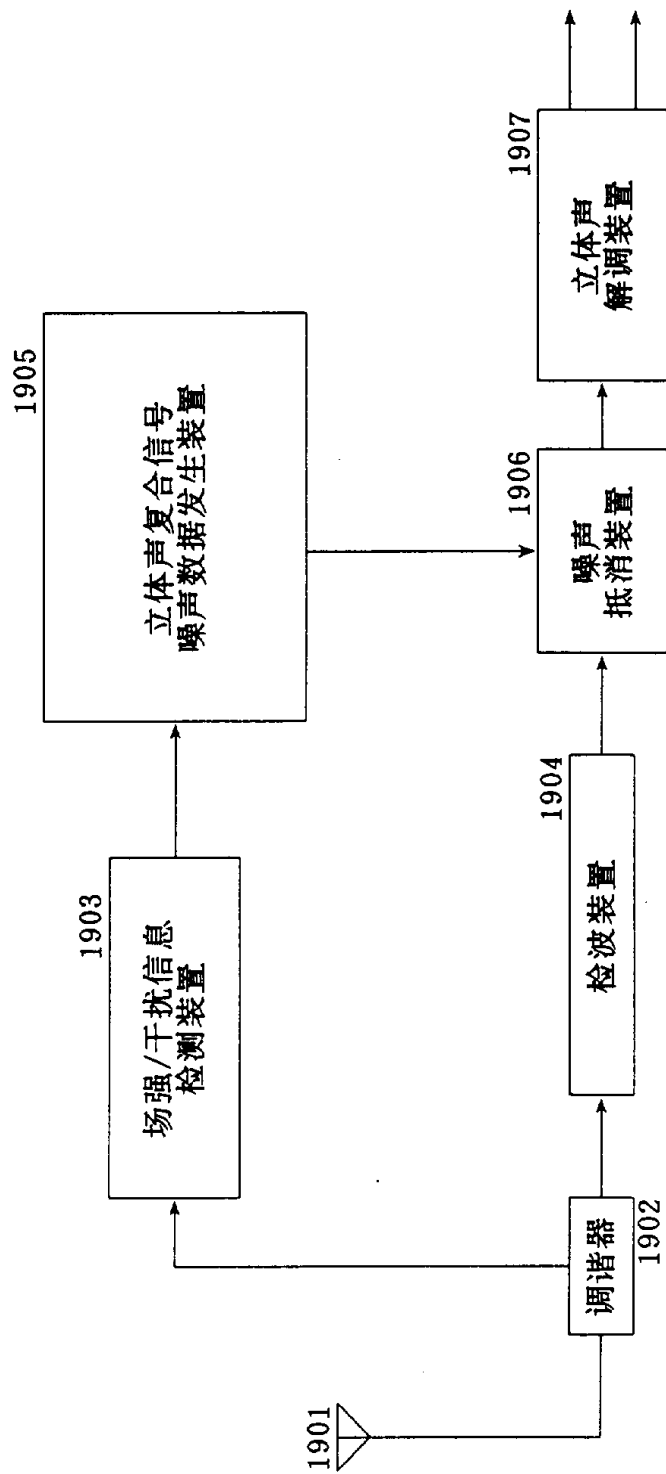 1901
调谐器
1902
场强/干扰信息
检测装置
1903
检波装置
1904
立体声复合信号
噪声数据发生装置
1905
噪声
抵消装置
1906
立体声
解调装置
1907